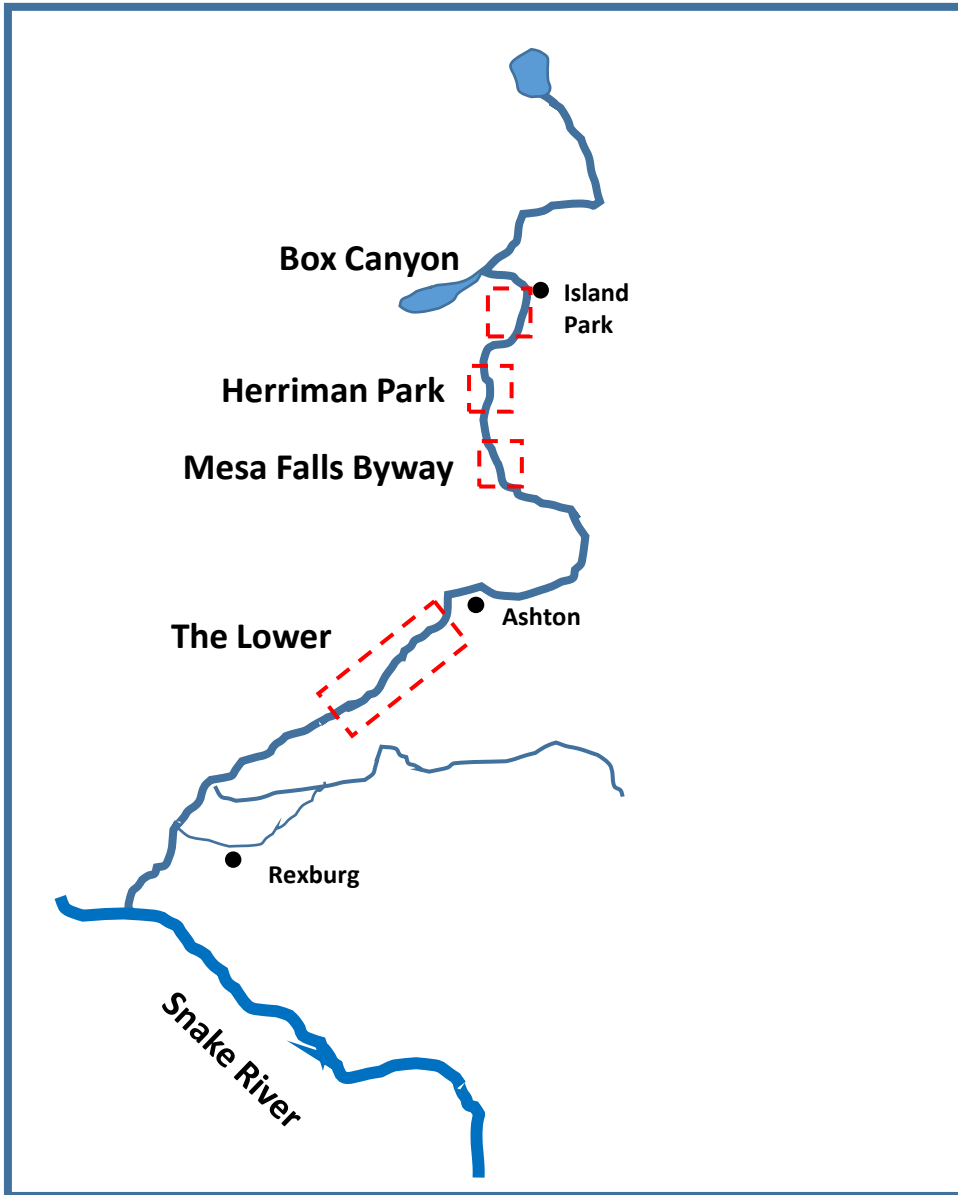 Box Canyon
Island
Park
Herriman Park
Mesa Falls Byway
Ashton
The Lower
Rexburg
Snake River